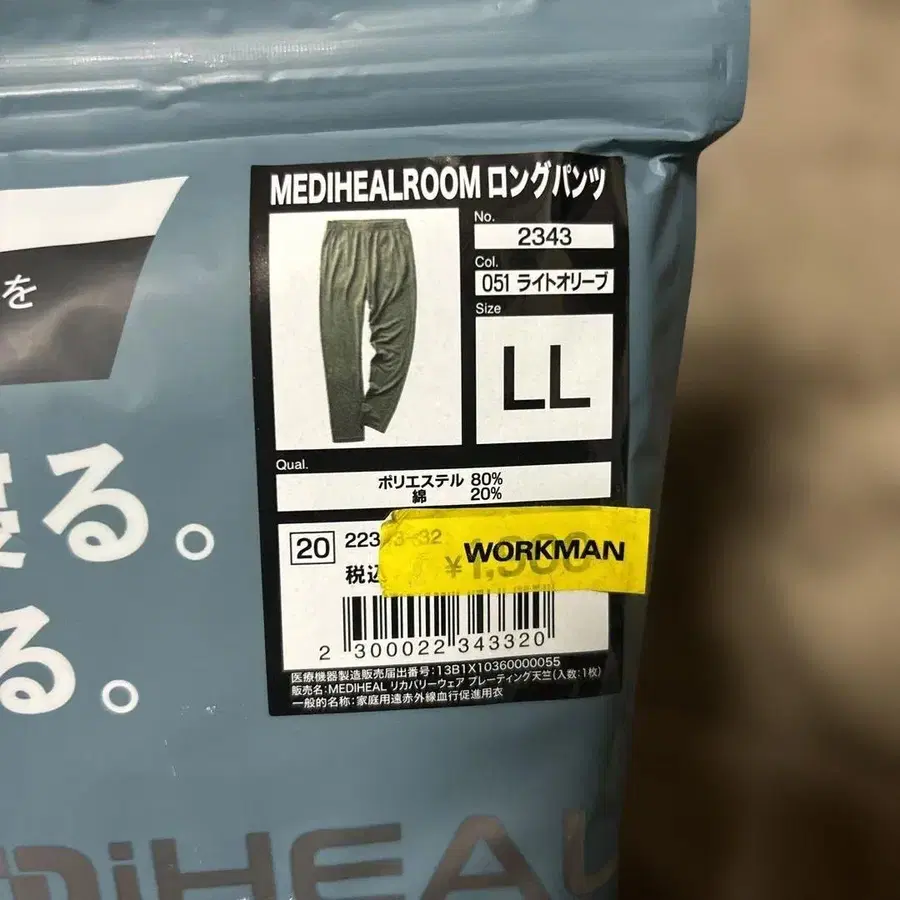 MEDIHEALROOM ロングパンツ
No.
2343
Col.
051 ライトオリーブ
Size
LL
Qual.
ポリエステル 80%
綿 20%
20
税込
WORKMAN
2 300022 343320
医療機器製造販売届出番号:13B1X10360000055
販売名:MEDIHEAL リカバリーウェア プレーティング天竺(入数:1枚)
一般的名称:家庭用遠赤外線血行促進用衣
を
る。
る。